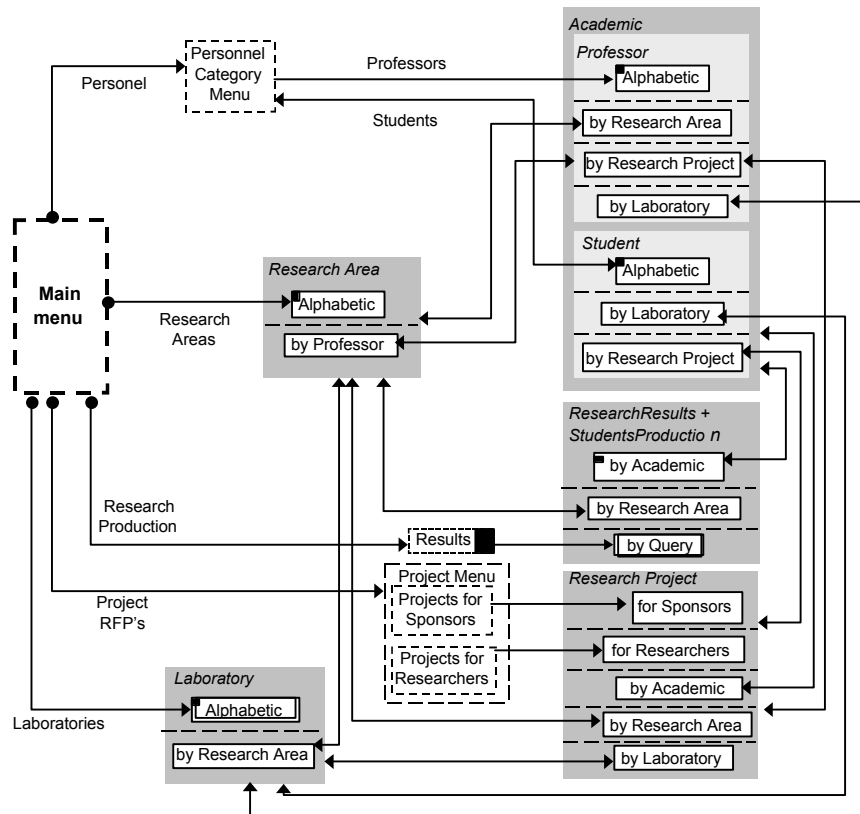 Academic
Professor
Personnel
Category
Menu
Professors
Alphabetic
Personel
Students
by Research Area
by Research Project
by Laboratory
Student
Research Area
Alphabetic
Main
menu
Alphabetic
Research
Areas
by Laboratory
by Professor
by Research Project
ResearchResults +
StudentsProductio n
by Academic
Research
Production
by Research Area
Results
by Query
Project Menu
Research Project
Projects for
Sponsors
for Sponsors
Project
RFP's
Projects for
Researchers
for Researchers
Laboratory
by Academic
Laboratories
Alphabetic
by Research Area
by Research Area
by Laboratory